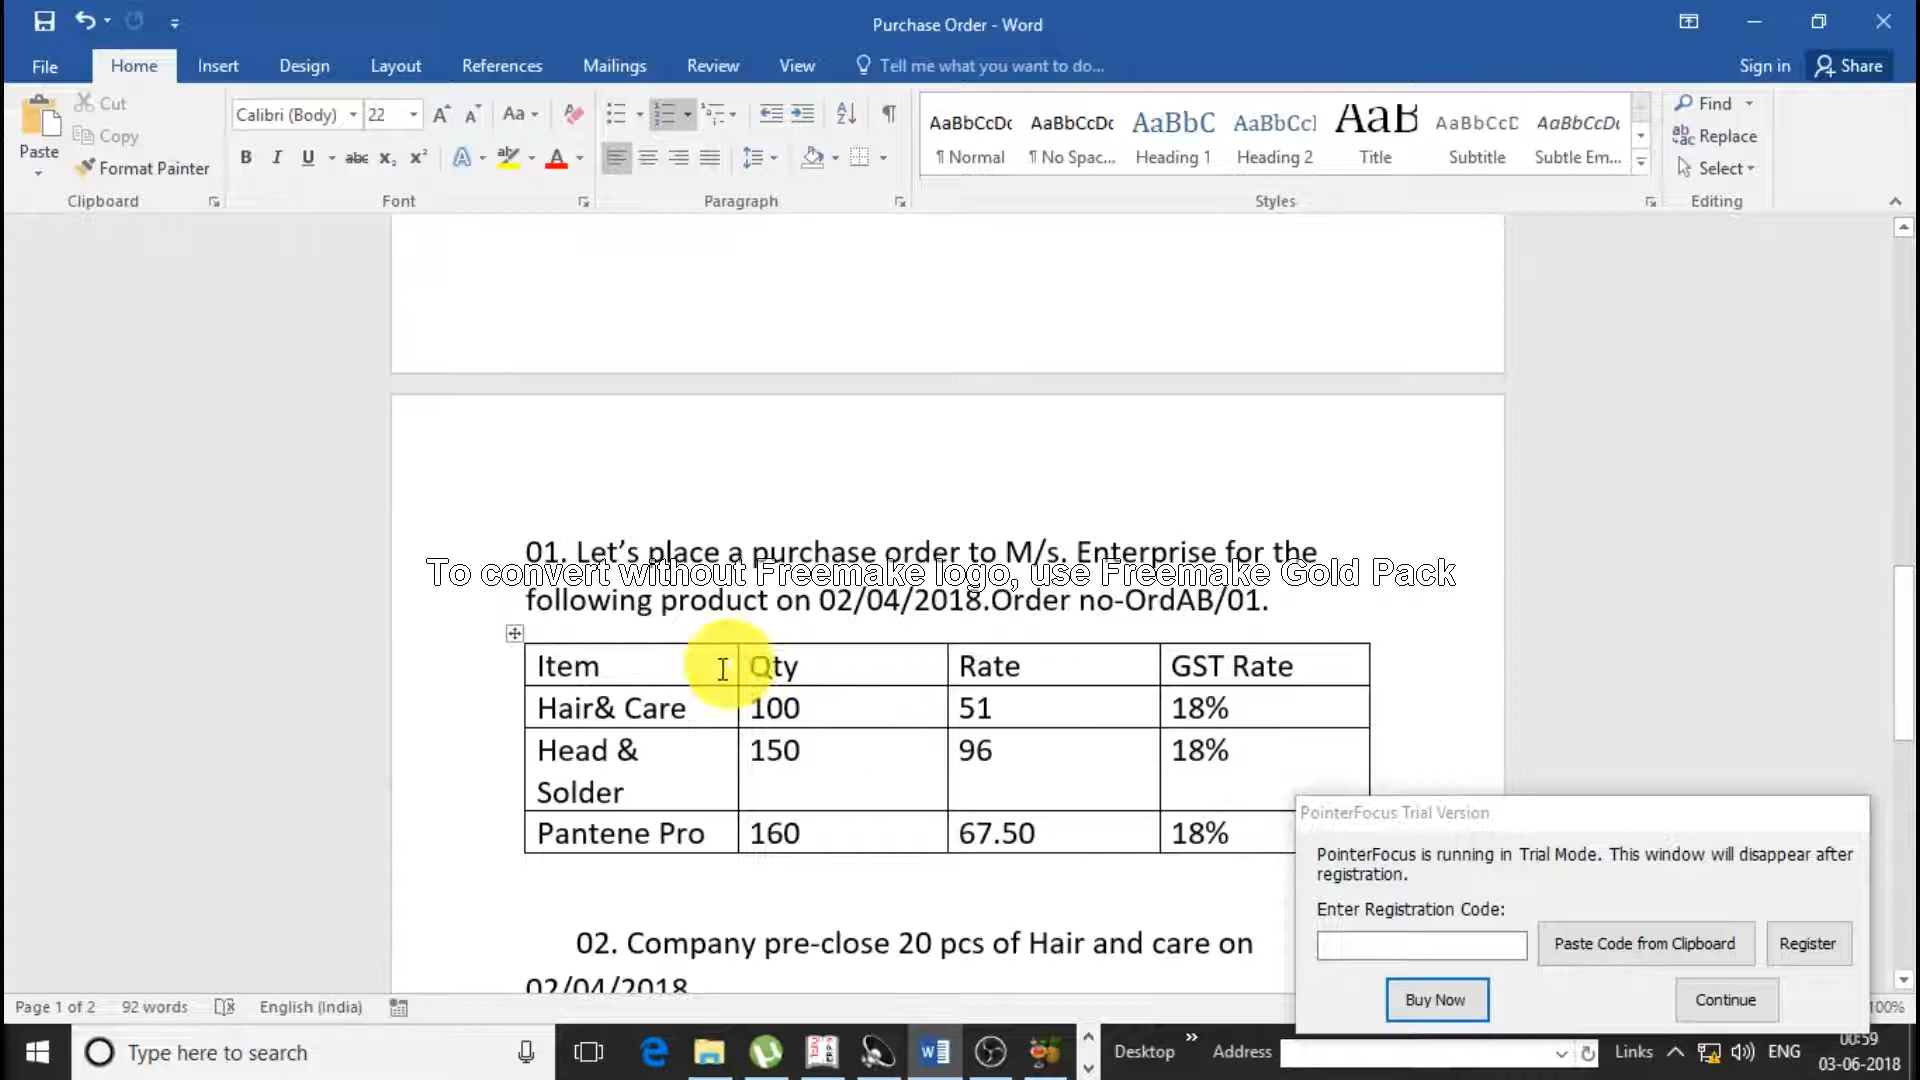 Purchase Order - Word
File Home Insert Design Layout References Mailings Review View Tell me what you want to do... Sign in Share
Cut
Copy
Format Painter
Paste
Clipboard
Calibri (Body) 22
Font
Paragraph
AaBbCcDc AaBbCcDc AaBbC AaBbCcl AaB AaBbCcD AaBbCcDc
¶ Normal ¶ No Spac... Heading 1 Heading 2 Title Subtitle Subtle Em...
Styles
Find
Replace
Select
Editing
01. Let's place a purchase order to M/s. Enterprise for the
To convert without Freemake logo, use Freemake Gold Pack
following product on 02/04/2018.Order no-OrdAB/01.
Item Qty Rate GST Rate
Hair& Care 100 51 18%
Head & 150 96 18%
Solder
Pantene Pro 160 67.50 18%
02. Company pre-close 20 pcs of Hair and care on
02/04/2018
PointerFocus Trial Version
PointerFocus is running in Trial Mode. This window will disappear after
registration.
Enter Registration Code:
Paste Code from Clipboard Register
Buy Now Continue
Page 1 of 2 92 words English (India) 100%
Type here to search
Desktop Address Links ENG
00:59
03-06-2018